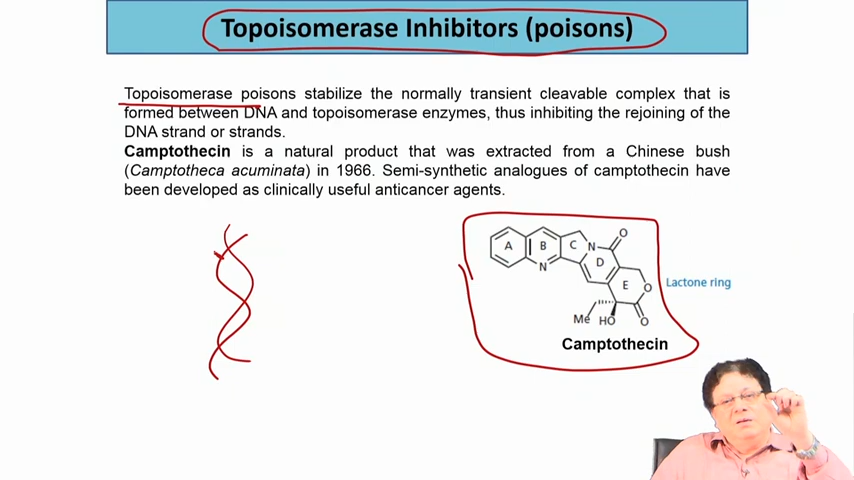 Topoisomerase Inhibitors (poisons)
Topoisomerase poisons stabilize the normally transient cleavable complex that is
formed between DNA and topoisomerase enzymes, thus inhibiting the rejoining of the
DNA strand or strands.
Camptothecin is a natural product that was extracted from a Chinese bush
(Camptotheca acuminata) in 1966. Semi-synthetic analogues of camptothecin have
been developed as clinically useful anticancer agents.
O
A B C N
D
N
E O Lactone ring
Me HO O
Camptothecin